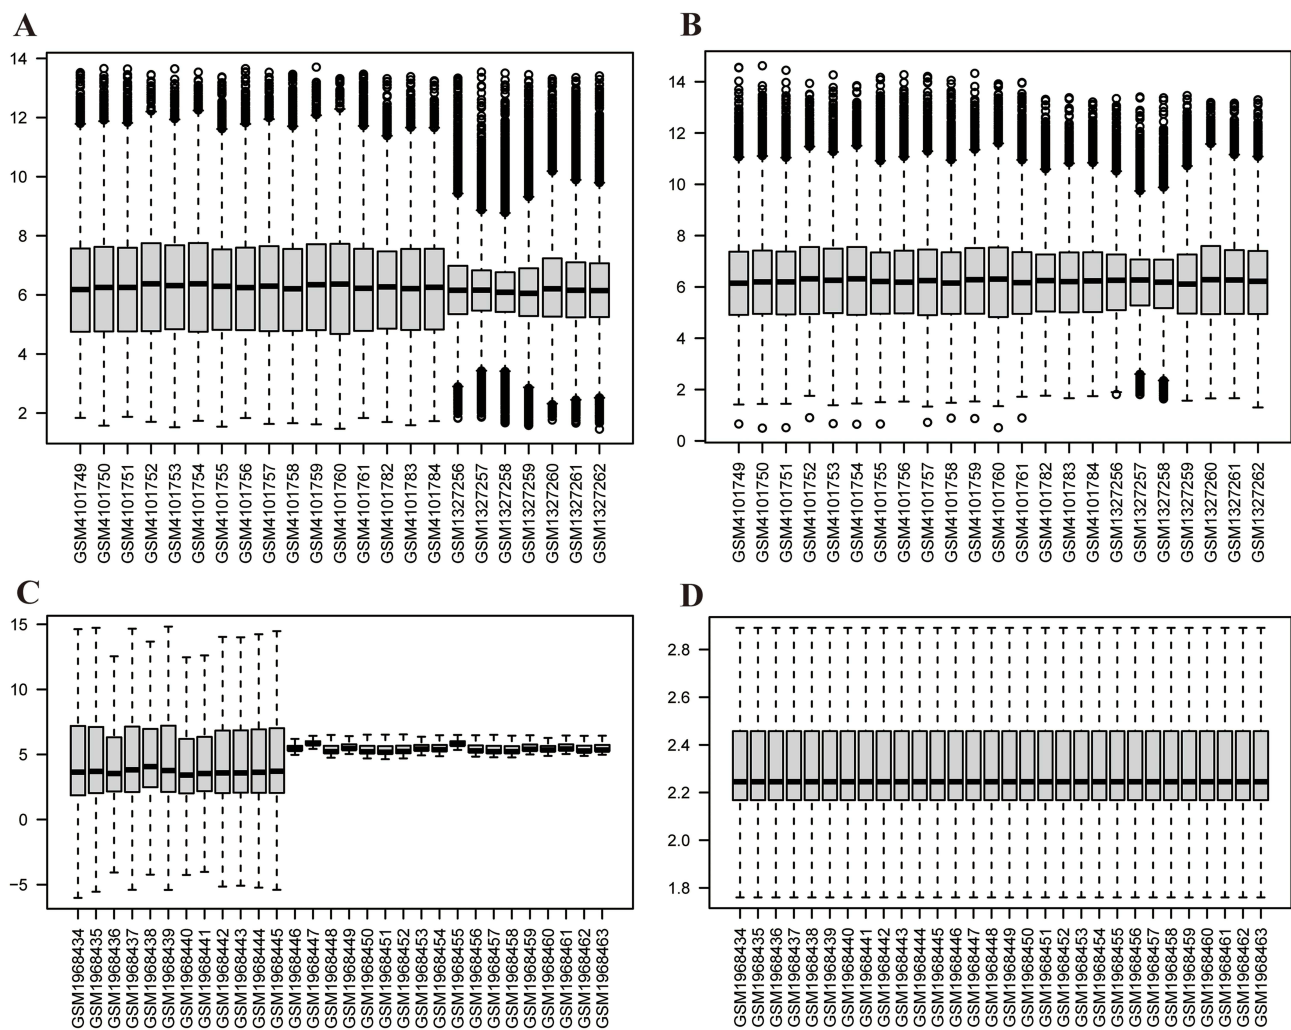 A
14
12
10
8
6
4
2
GSM4101749
GSM4101750
GSM4101751
GSM4101752
GSM4101753
GSM4101754
GSM4101755
GSM4101756
GSM4101757
GSM4101758
GSM4101759
GSM4101760
GSM4101761
GSM4101782
GSM4101783
GSM4101784
GSM1327256
GSM1327257
GSM1327258
GSM1327259
GSM1327260
GSM1327261
GSM1327262
B
14
12
10
8
6
4
2
0
GSM4101749
GSM4101750
GSM4101751
GSM4101752
GSM4101753
GSM4101754
GSM4101755
GSM4101756
GSM4101757
GSM4101758
GSM4101759
GSM4101760
GSM4101761
GSM4101782
GSM4101783
GSM4101784
GSM1327256
GSM1327257
GSM1327258
GSM1327259
GSM1327260
GSM1327261
GSM1327262
C
15
10
5
0
−5
GSM1968434
GSM1968435
GSM1968436
GSM1968437
GSM1968438
GSM1968439
GSM1968440
GSM1968441
GSM1968442
GSM1968443
GSM1968444
GSM1968445
GSM1968446
GSM1968447
GSM1968448
GSM1968449
GSM1968450
GSM1968451
GSM1968452
GSM1968453
GSM1968454
GSM1968455
GSM1968456
GSM1968457
GSM1968458
GSM1968459
GSM1968460
GSM1968461
GSM1968462
GSM1968463
D
2.8
2.6
2.4
2.2
2.0
1.8
GSM1968434
GSM1968435
GSM1968436
GSM1968437
GSM1968438
GSM1968439
GSM1968440
GSM1968441
GSM1968442
GSM1968443
GSM1968444
GSM1968445
GSM1968446
GSM1968447
GSM1968448
GSM1968449
GSM1968450
GSM1968451
GSM1968452
GSM1968453
GSM1968454
GSM1968455
GSM1968456
GSM1968457
GSM1968458
GSM1968459
GSM1968460
GSM1968461
GSM1968462
GSM1968463